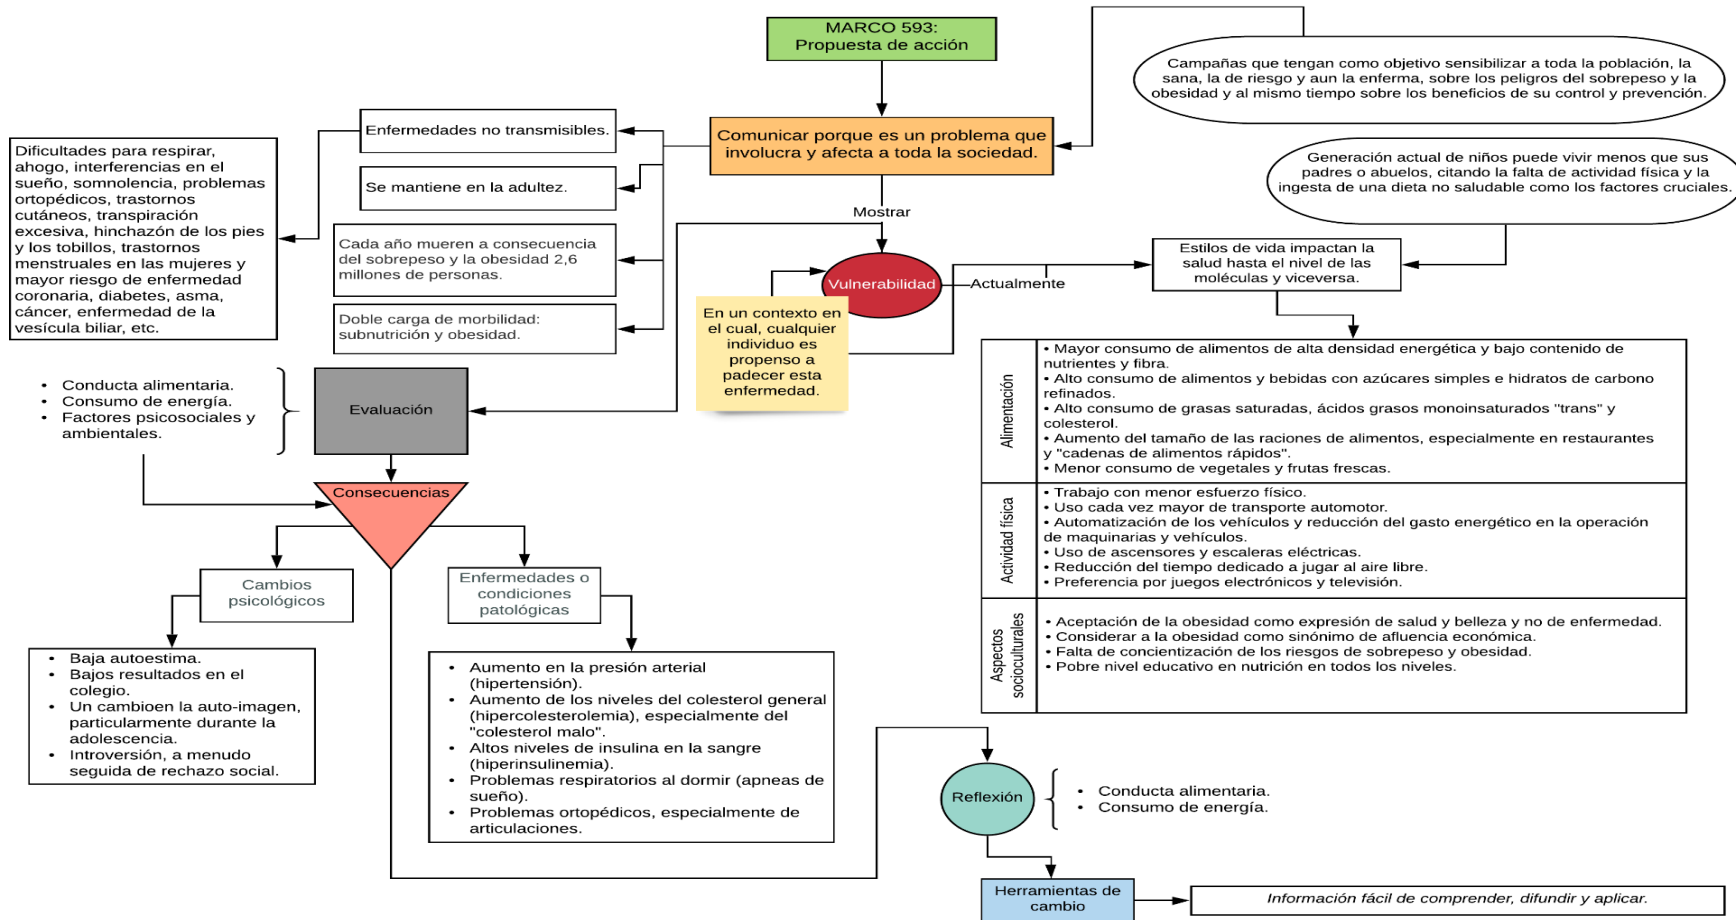 MARCO 593:
Propuesta de acción
Campañas que tengan como objetivo sensibilizar a toda la población, la
sana, la de riesgo y aun la enferma, sobre los peligros del sobrepeso y la
obesidad y al mismo tiempo sobre los beneficios de su control y prevención.
Comunicar porque es un problema que
involucra y afecta a toda la sociedad.
Generación actual de niños puede vivir menos que sus
padres o abuelos, citando la falta de actividad física y la
ingesta de una dieta no saludable como los factores cruciales.
Enfermedades no transmisibles.
Se mantiene en la adultez.
Cada año mueren a consecuencia
del sobrepeso y la obesidad 2,6
millones de personas.
Doble carga de morbilidad:
subnutrición y obesidad.
Dificultades para respirar,
ahogo, interferencias en el
sueño, somnolencia, problemas
ortopédicos, trastornos
cutáneos, transpiración
excesiva, hinchazón de los pies
y los tobillos, trastornos
menstruales en las mujeres y
mayor riesgo de enfermedad
coronaria, diabetes, asma,
cáncer, enfermedad de la
vesícula biliar, etc.
Mostrar
Vulnerabilidad
Actualmente
En un contexto en
el cual, cualquier
individuo es
propenso a
padecer esta
enfermedad.
Estilos de vida impactan la
salud hasta el nivel de las
moléculas y viceversa.
Alimentación
• Mayor consumo de alimentos de alta densidad energética y bajo contenido de
nutrientes y fibra.
• Alto consumo de alimentos y bebidas con azúcares simples e hidratos de carbono
refinados.
• Alto consumo de grasas saturadas, ácidos grasos monoinsaturados "trans" y
colesterol.
• Aumento del tamaño de las raciones de alimentos, especialmente en restaurantes
y "cadenas de alimentos rápidos".
• Menor consumo de vegetales y frutas frescas.
Actividad física
• Trabajo con menor esfuerzo físico.
• Uso cada vez mayor de transporte automotor.
• Automatización de los vehículos y reducción del gasto energético en la operación
de maquinarias y vehículos.
• Uso de ascensores y escaleras eléctricas.
• Reducción del tiempo dedicado a jugar al aire libre.
• Preferencia por juegos electrónicos y televisión.
Aspectos
socioculturales
• Aceptación de la obesidad como expresión de salud y belleza y no de enfermedad.
• Considerar a la obesidad como sinónimo de afluencia económica.
• Falta de concientización de los riesgos de sobrepeso y obesidad.
• Pobre nivel educativo en nutrición en todos los niveles.
• Conducta alimentaria.
• Consumo de energía.
• Factores psicosociales y
ambientales.
Evaluación
Consecuencias
Cambios
psicológicos
Enfermedades o
condiciones
patológicas
• Baja autoestima.
• Bajos resultados en el
colegio.
• Un cambioen la auto-imagen,
particularmente durante la
adolescencia.
• Introversión, a menudo
seguida de rechazo social.
• Aumento en la presión arterial
(hipertensión).
• Aumento de los niveles del colesterol general
(hipercolesterolemia), especialmente del
"colesterol malo".
• Altos niveles de insulina en la sangre
(hiperinsulinemia).
• Problemas respiratorios al dormir (apneas de
sueño).
• Problemas ortopédicos, especialmente de
articulaciones.
Reflexión
• Conducta alimentaria.
• Consumo de energía.
Herramientas de
cambio
Información fácil de comprender, difundir y aplicar.